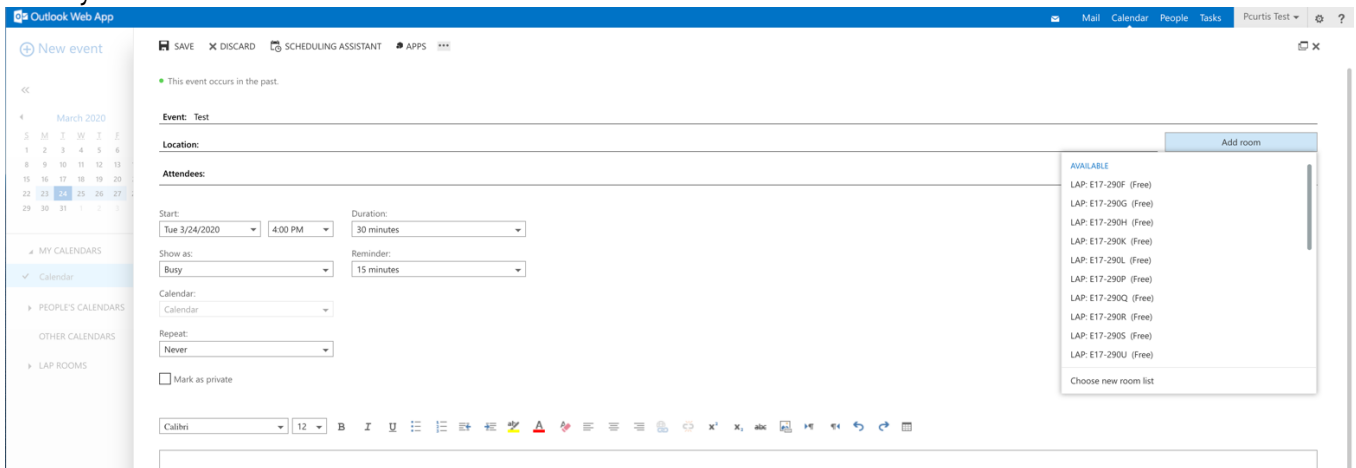 Outlook Web App
Mail Calendar People Tasks Pcurtis Test ?
New event
SAVE DISCARD SCHEDULING ASSISTANT APPS •••
This event occurs in the past.
March 2020
S M T W T F
1 2 3 4 5 6
8 9 10 11 12 13
15 16 17 18 19 20
22 23 24 25 26 27
29 30 31 1 2 3
MY CALENDARS
Calendar
PEOPLE'S CALENDARS
OTHER CALENDARS
LAP ROOMS
Event: Test
Location:
Add room
Attendees:
Start:
Tue 3/24/2020 4:00 PM
Duration:
30 minutes
Show as:
Busy
Reminder:
15 minutes
Calendar:
Calendar
Repeat:
Never
Mark as private
AVAILABLE
LAP: E17-290F (Free)
LAP: E17-290G (Free)
LAP: E17-290H (Free)
LAP: E17-290K (Free)
LAP: E17-290L (Free)
LAP: E17-290P (Free)
LAP: E17-290Q (Free)
LAP: E17-290R (Free)
LAP: E17-290S (Free)
LAP: E17-290U (Free)
Choose new room list
Calibri 12 B I U aby A abc